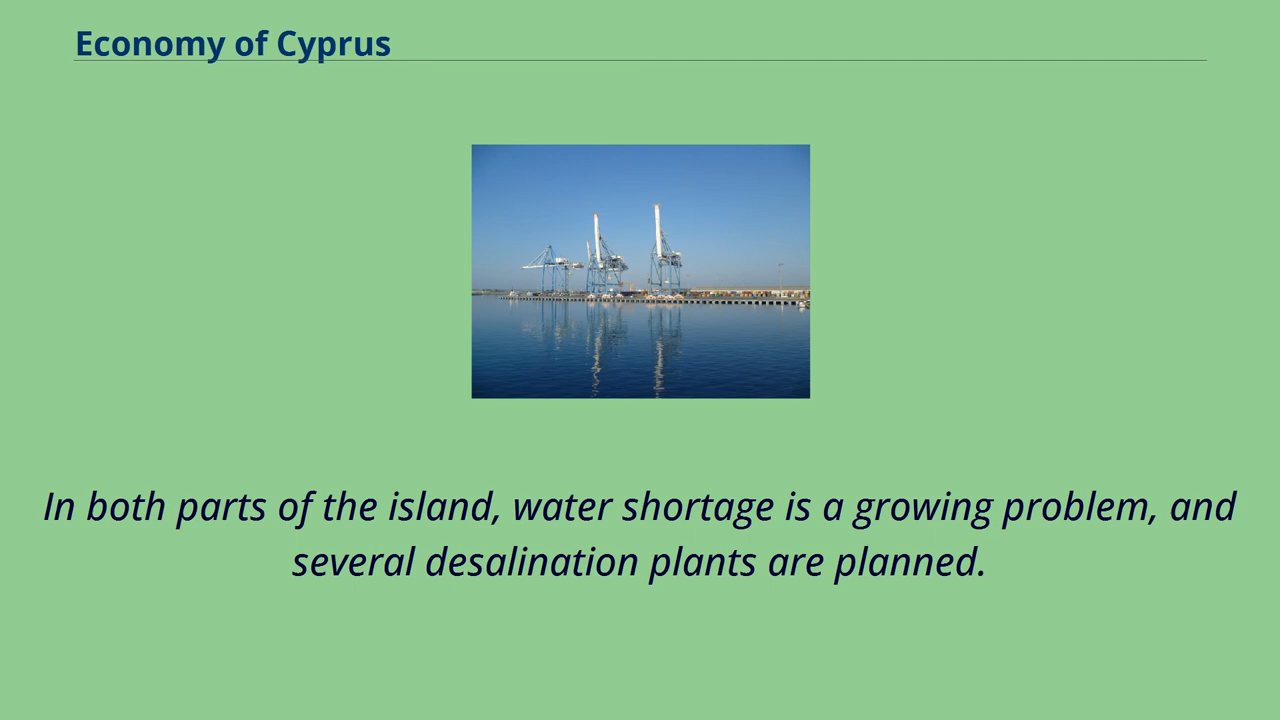 Economy of Cyprus
In both parts of the island, water shortage is a growing problem, and
several desalination plants are planned.